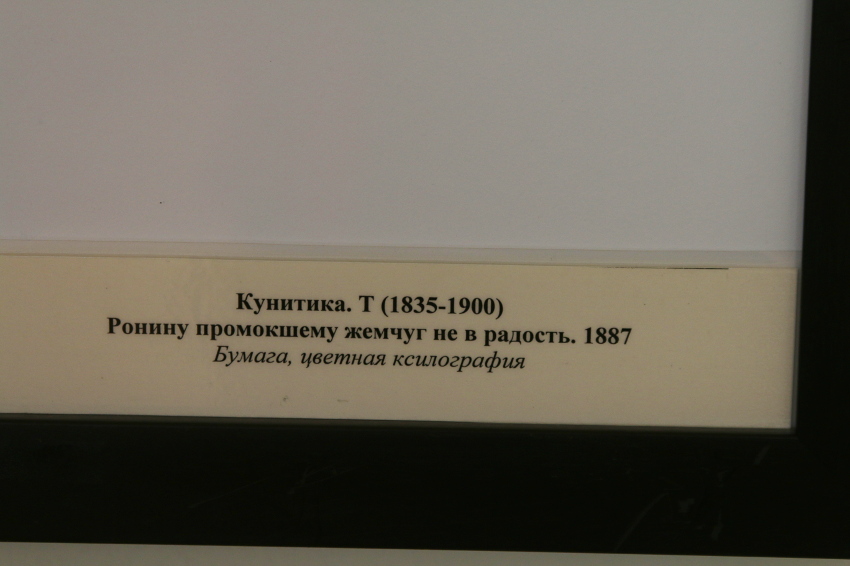 Кунитика. Т (1835-1900)
Ронину промокшему жемчуг не в радость. 1887
Бумага, цветная ксилография